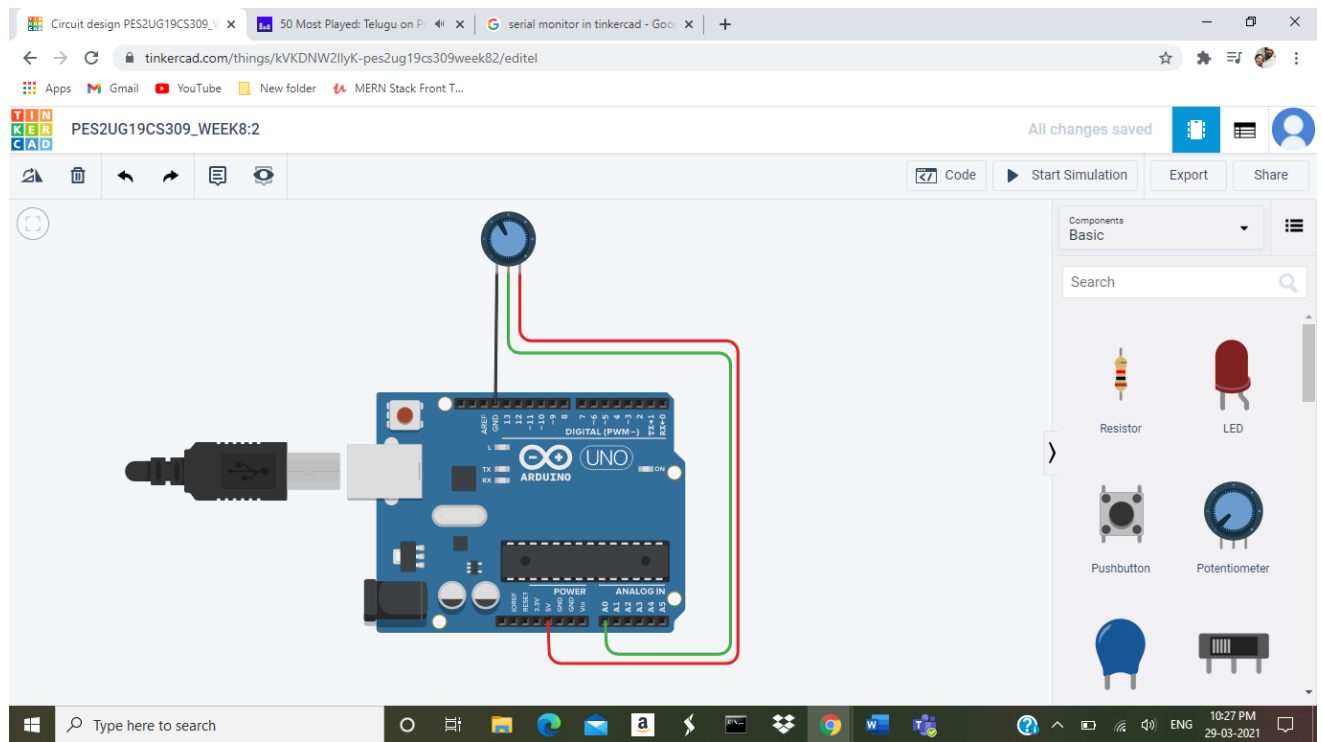 Circuit design PES2UG19CS309_V
50 Most Played: Telugu on Pr
serial monitor in tinkercad - Goo
tinkercad.com/things/kVKDNW2IlyK-pes2ug19cs309week82/editel
Apps Gmail YouTube New folder MERN Stack Front T...
TIN
KER
CAD
PES2UG19CS309_WEEK8:2
All changes saved
Code
Start Simulation
Export
Share
Components
Basic
Search
Resistor
LED
Pushbutton
Potentiometer
AREF
GND
13
12
~11
~10
~9
8
7
~6
~5
4
~3
2
TX→1
RX←0
DIGITAL (PWM~)
L
TX
RX
ARDUINO
UNO
ON
POWER
ANALOG IN
IOREF
RESET
3.3V
5V
GND
GND
Vin
A0
A1
A2
A3
A4
A5
Type here to search
a
ENG
10:27 PM
29-03-2021